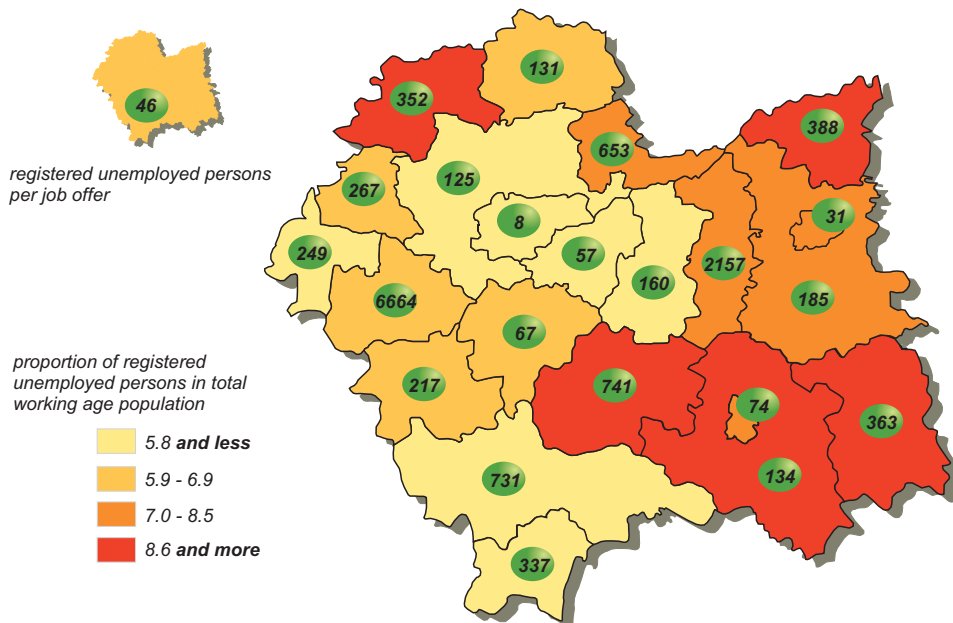 46
registered unemployed persons
per job offer
131
352
388
653
125
267
31
8
249
57
2157
160
185
6664
67
proportion of registered
unemployed persons in total
working age population
217
741
74
363
5.8 and less
5.9 - 6.9
731
134
7.0 - 8.5
8.6 and more
337